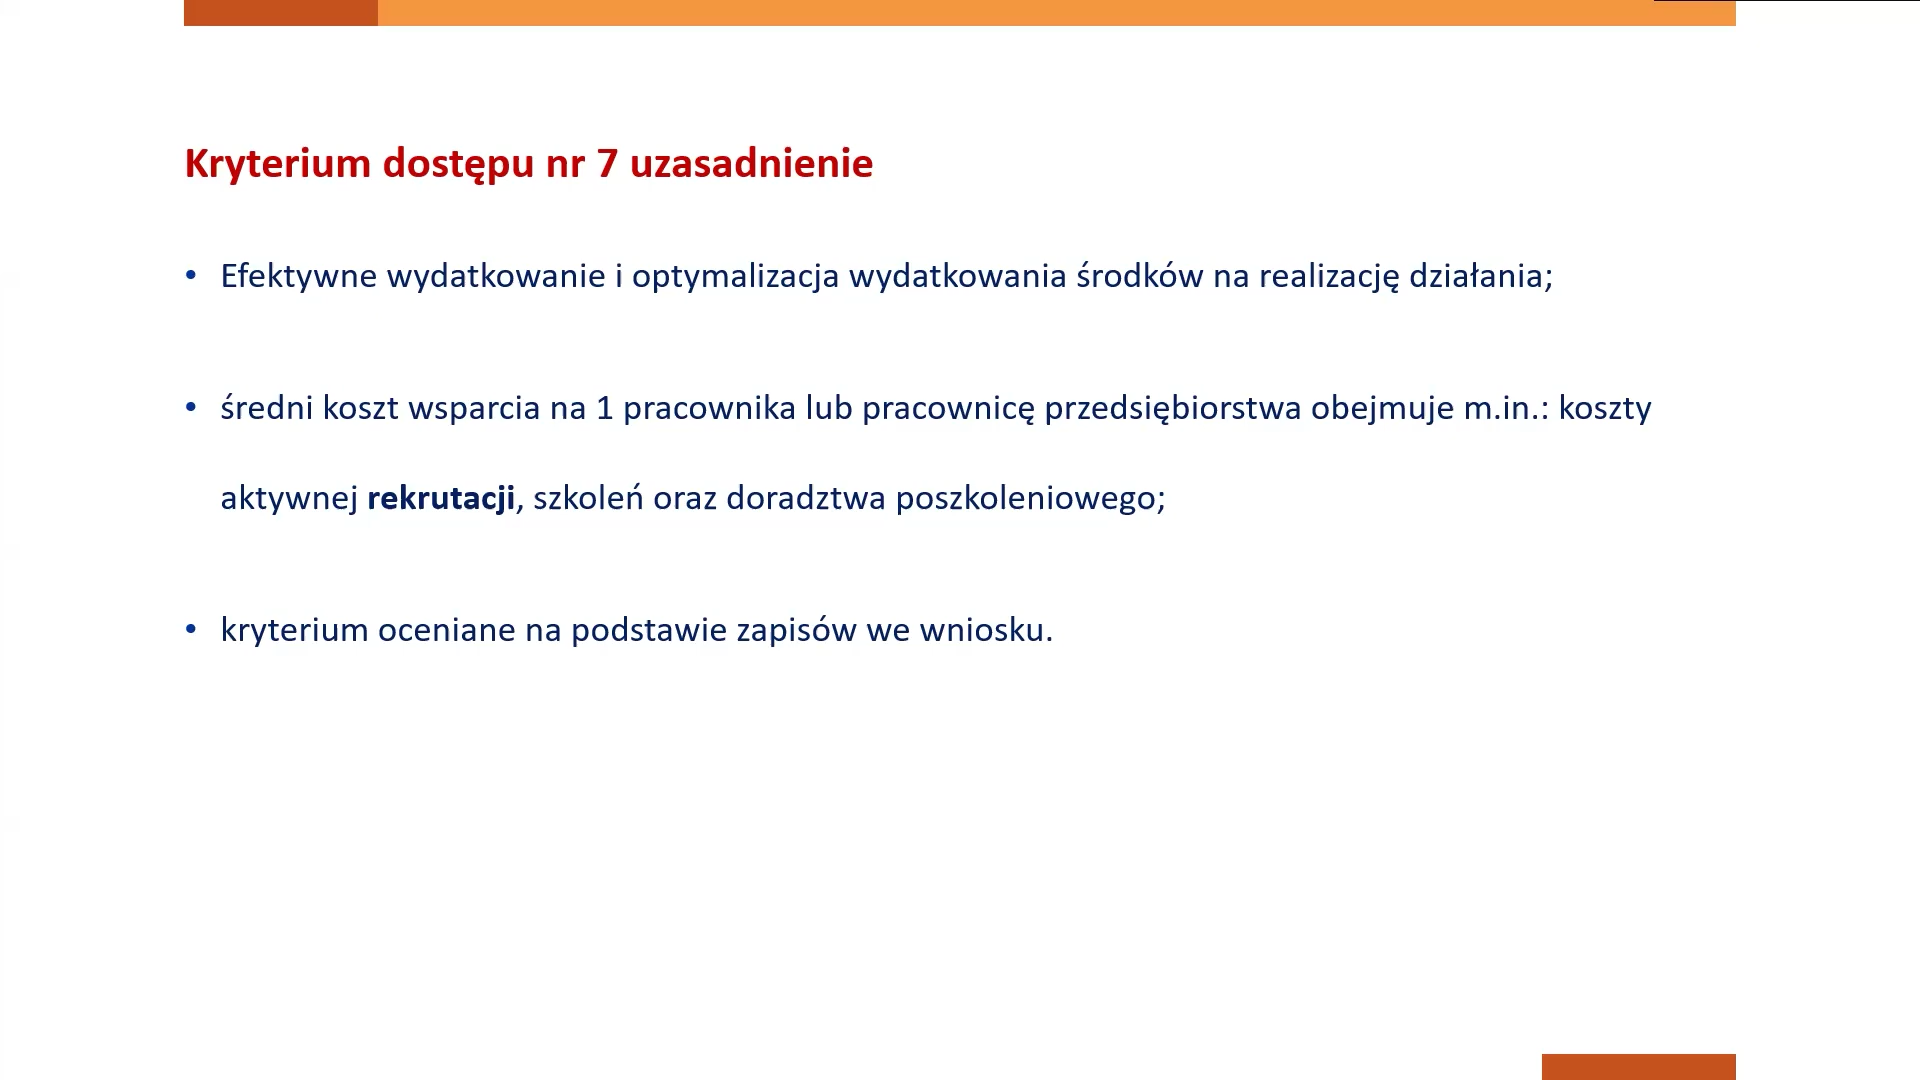 Kryterium dostępu nr 7 uzasadnienie
• Efektywne wydatkowanie i optymalizacja wydatkowania środków na realizację działania;
• średni koszt wsparcia na 1 pracownika lub pracownicę przedsiębiorstwa obejmuje m.in.: koszty
aktywnej rekrutacji, szkoleń oraz doradztwa poszkoleniowego;
• kryterium oceniane na podstawie zapisów we wniosku.